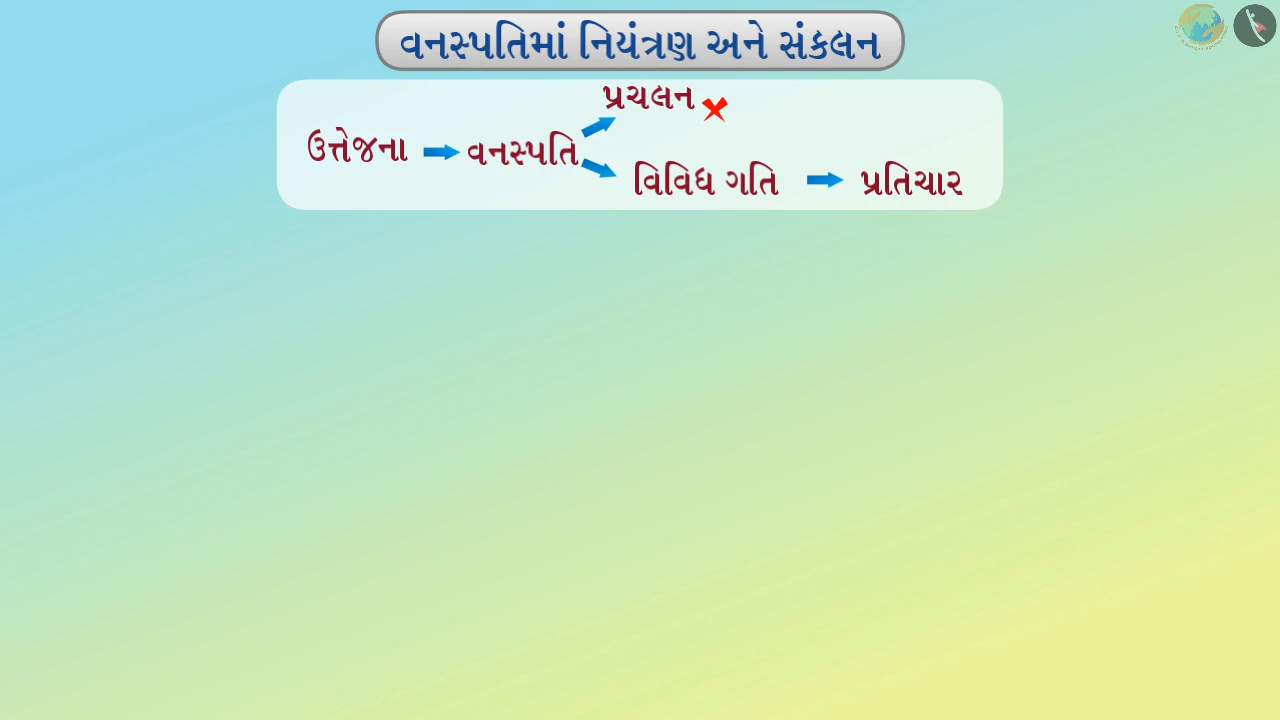 વનસ્પતિમાં નિયંત્રણ અને સંકલન
પ્રચલન
ઉત્તેજના વનસ્પતિ
વિવિધ ગતિ પ્રતિચાર